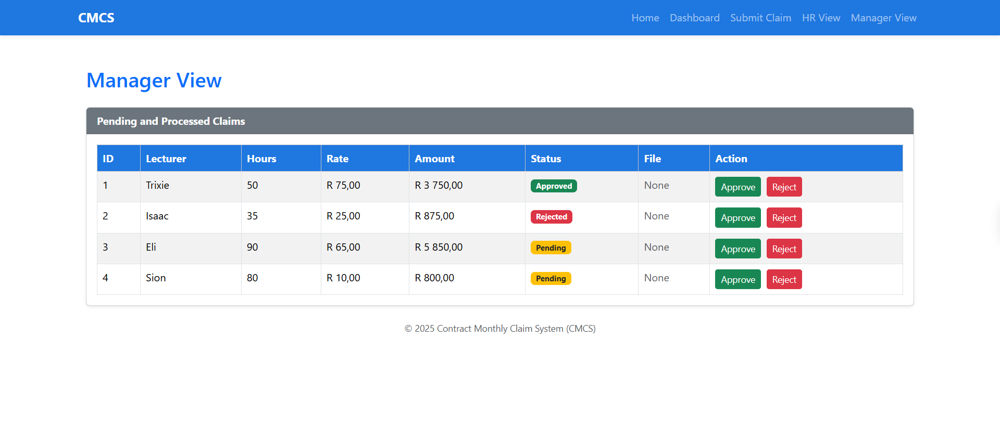 CMCS Home Dashboard Submit Claim HR View Manager View
Manager View
Pending and Processed Claims
ID Lecturer Hours Rate Amount Status File Action
1 Trixie 50 R 75,00 R 3 750,00 Approved None Approve Reject
2 Isaac 35 R 25,00 R 875,00 Rejected None Approve Reject
3 Eli 90 R 65,00 R 5 850,00 Pending None Approve Reject
4 Sion 80 R 10,00 R 800,00 Pending None Approve Reject
© 2025 Contract Monthly Claim System (CMCS)